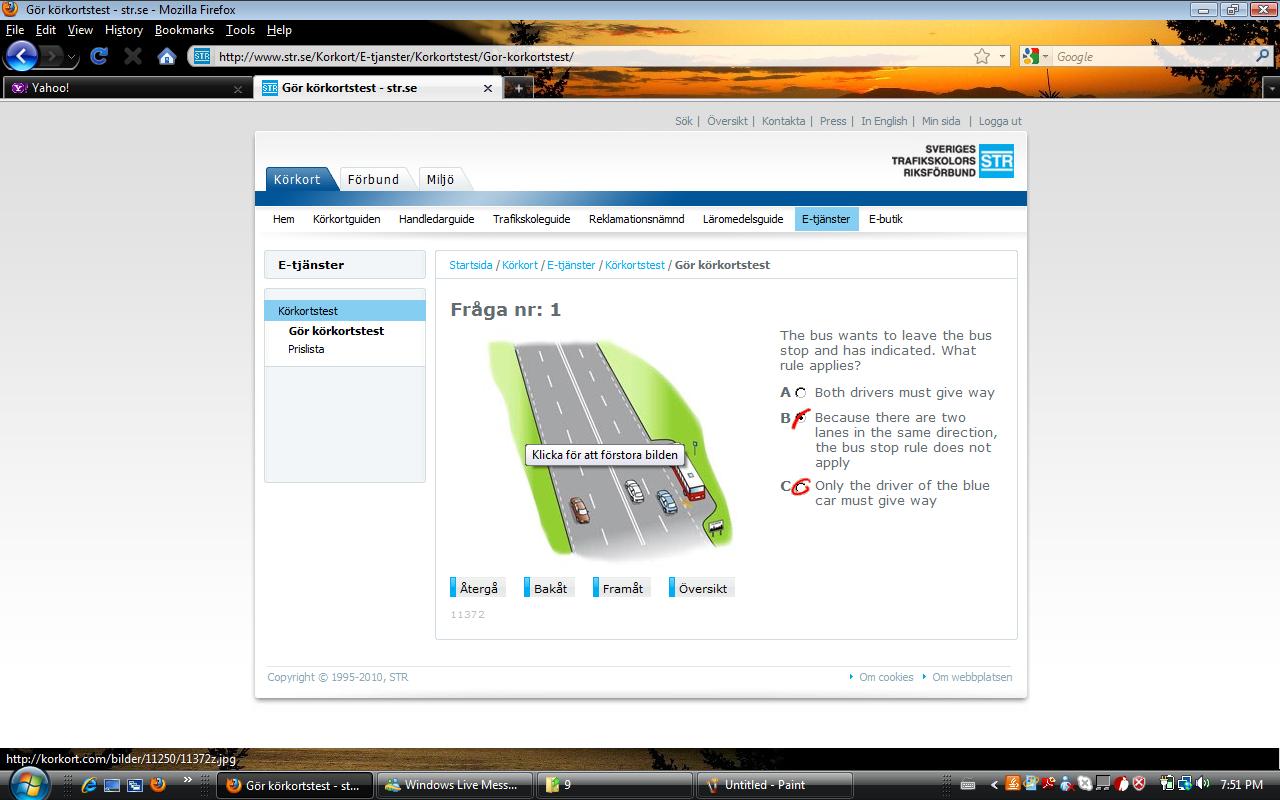 Gör körkortstest - str.se - Mozilla Firefox
File Edit View History Bookmarks Tools Help
STR http://www.str.se/Korkort/E-tjanster/Korkortstest/Gor-korkortstest/ Google
Yahoo! STR Gör körkortstest - str.se
Sök | Översikt | Kontakta | Press | In English | Min sida | Logga ut
SVERIGES
TRAFIKSKOLORS STR
RIKSFÖRBUND
Körkort Förbund Miljö
Hem Körkortguiden Handledarguide Trafikskoleguide Reklamationsnämnd Läromedelsguide E-tjänster E-butik
E-tjänster
Körkortstest
Gör körkortstest
Prislista
Startsida / Körkort / E-tjänster / Körkortstest / Gör körkortstest
Fråga nr: 1
Klicka för att förstora bilden
The bus wants to leave the bus
stop and has indicated. What
rule applies?
A Both drivers must give way
B Because there are two
lanes in the same direction,
the bus stop rule does not
apply
C Only the driver of the blue
car must give way
Återgå Bakåt Framåt Översikt
11372
Copyright © 1995-2010, STR
Om cookies Om webbplatsen
http://korkort.com/bilder/11250/11372z.jpg
Gör körkortstest - st... Windows Live Mess... 9 Untitled - Paint 7:51 PM